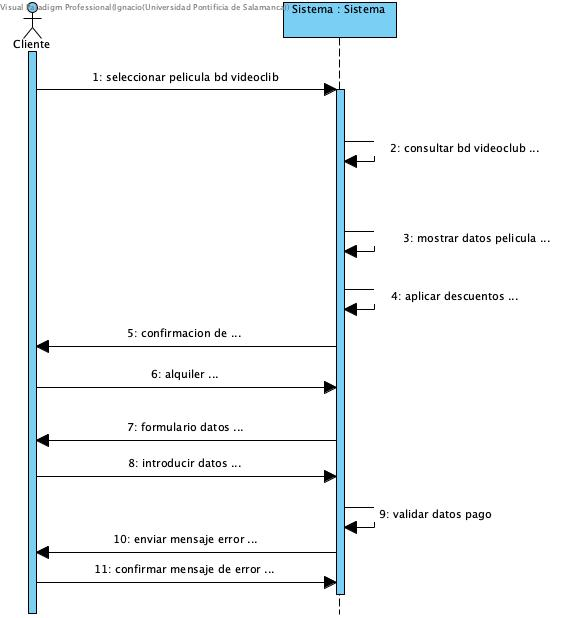 Visual Paradigm Professional(Ignacio(Universidad Pontificia de Salamanca))
Sistema : Sistema
Cliente
1: seleccionar pelicula bd videoclib
2: consultar bd videoclub ...
3: mostrar datos pelicula ...
4: aplicar descuentos ...
5: confirmacion de ...
6: alquiler ...
7: formulario datos ...
8: introducir datos ...
9: validar datos pago
10: enviar mensaje error ...
11: confirmar mensaje de error ...